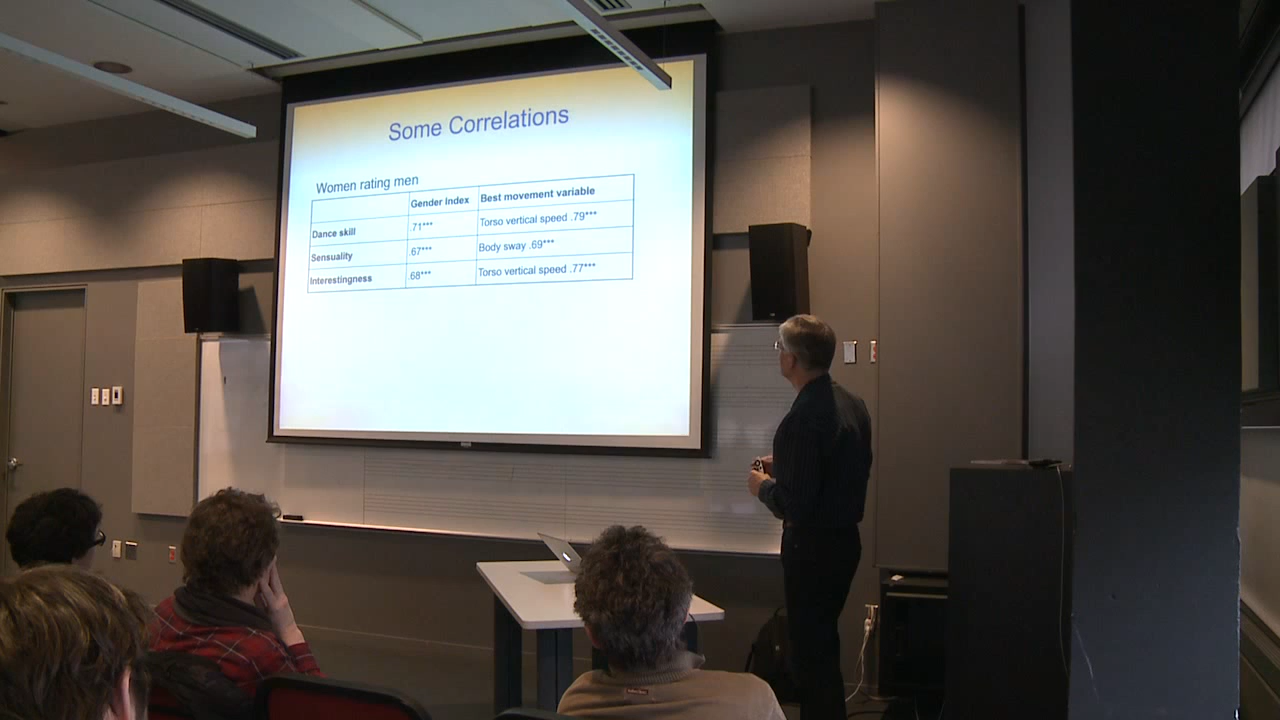 Some Correlations
Women rating men
Gender Index Best movement variable
Dance skill .71*** Torso vertical speed .79***
Sensuality .67*** Body sway .69***
Interestingness .68*** Torso vertical speed .77***